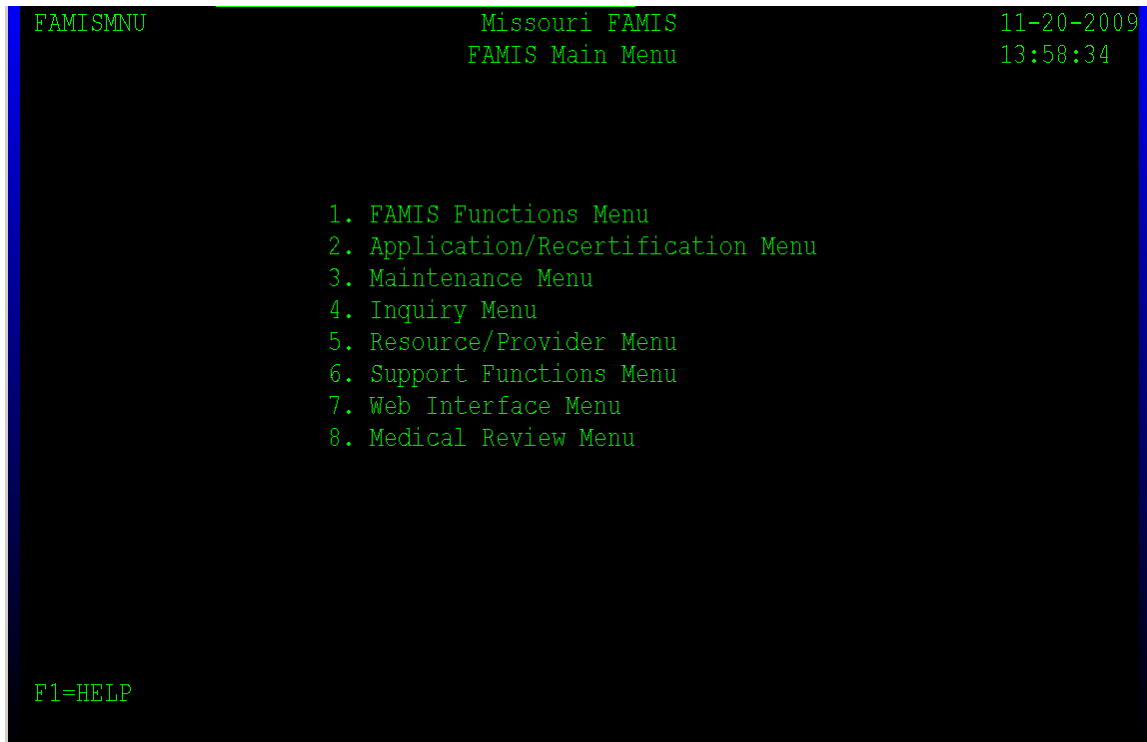 FAMISMNU Missouri FAMIS 11-20-2009
FAMIS Main Menu 13:58:34
1. FAMIS Functions Menu
2. Application/Recertification Menu
3. Maintenance Menu
4. Inquiry Menu
5. Resource/Provider Menu
6. Support Functions Menu
7. Web Interface Menu
8. Medical Review Menu
F1=HELP